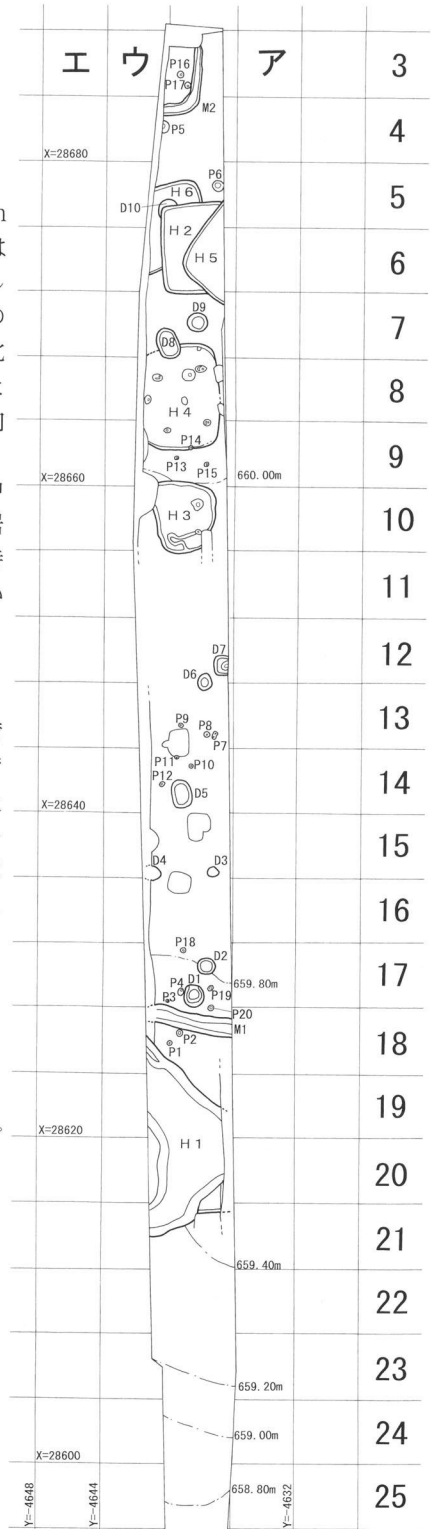 エ ウ ア 3
P16
P17
M2
P5 4
X=28680
P6
H6 5
D10
H2
H5 6
D9 7
D8
8
H4
P14
P13 P15 9
X=28660 660.00m
H3 10
11
D7 12
D6
P9 P8 13
P7
P11 P10
P12 14
D5
X=28640
D4 D3 15
16
P18
D2 17
659.80m
P4 D1 P19
P3
P20
M1
P2 18
P1
19
X=28620
H1 20
21
659.40m
22
23
659.20m
24
659.00m
X=28600
658.80m 25
Y=-4648 Y=-4644 Y=-4632